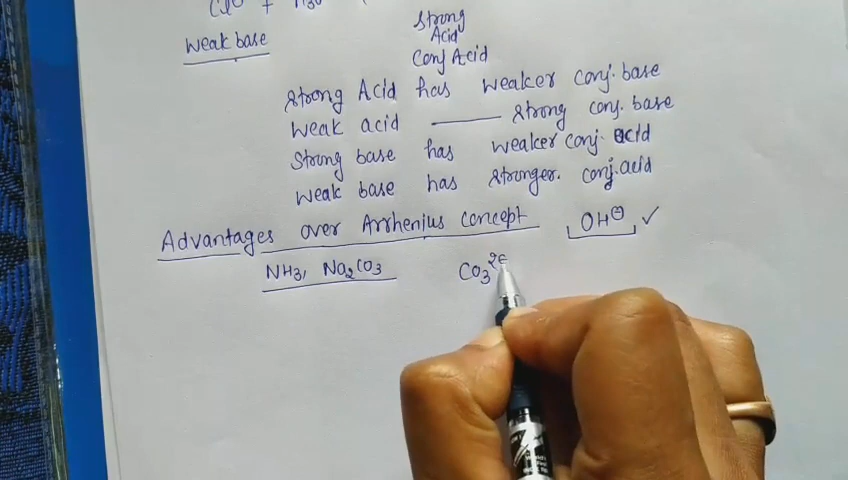 Strong
Weak base Acid
Conj Acid
Strong Acid has weaker conj. base
Weak acid ——— strong conj. base
Strong base has weaker conj. acid
Weak base has stronger. conj. acid
Advantages over Arrhenius concept OH⊖ ✓
NH3, Na2CO3 CO3 2⊖